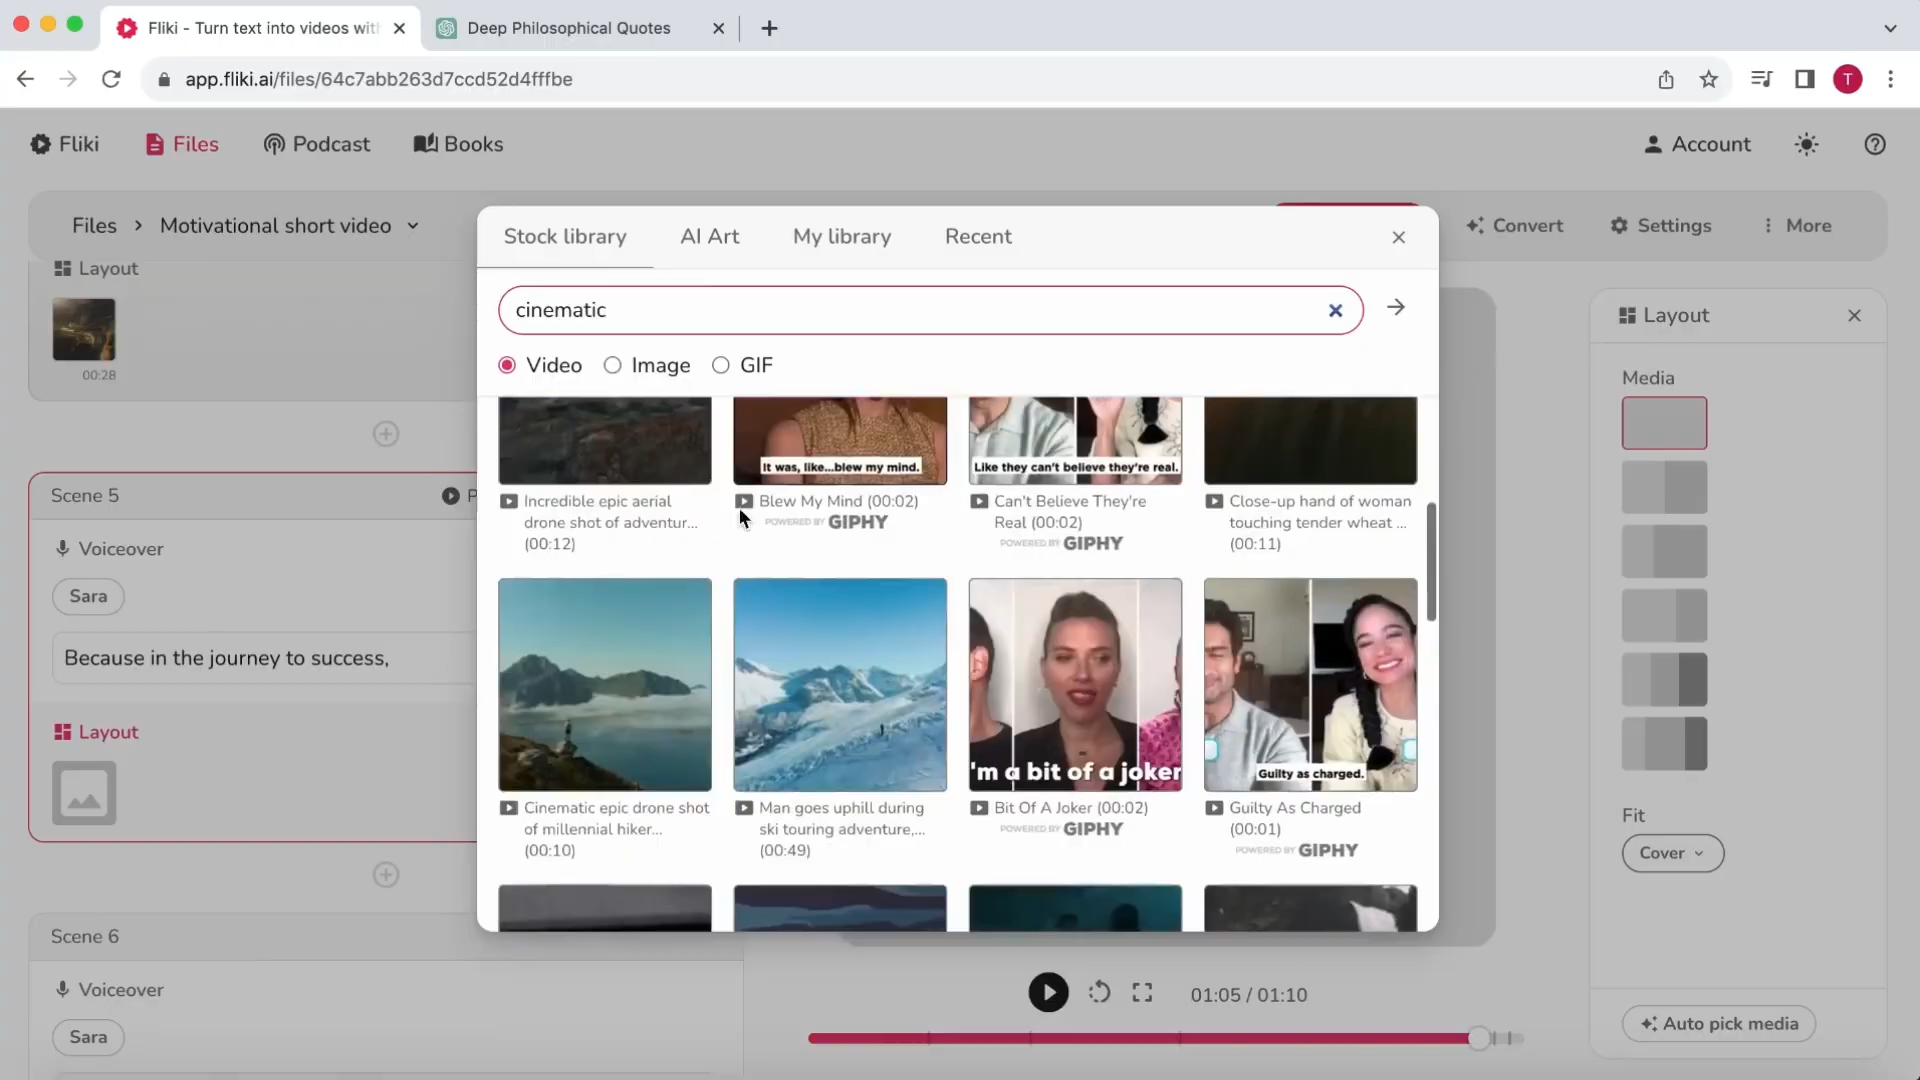 Fliki - Turn text into videos with
Deep Philosophical Quotes
app.fliki.ai/files/64c7abb263d7ccd52d4fffbe
T
Fliki
Files
Podcast
Books
Account
Files
Motivational short video
Convert
Settings
More
Layout
00:28
Scene 5
P
Voiceover
Sara
Because in the journey to success,
Layout
Scene 6
Voiceover
Sara
Stock library
AI Art
My library
Recent
cinematic
Video
Image
GIF
It was, like...blew my mind.
Like they can't believe they're real.
Incredible epic aerial
drone shot of adventur...
(00:12)
Blew My Mind (00:02)
POWERED BY GIPHY
Can't Believe They're
Real (00:02)
POWERED BY GIPHY
Close-up hand of woman
touching tender wheat ...
(00:11)
'm a bit of a joker
Guilty as charged.
Cinematic epic drone shot
of millennial hiker...
(00:10)
Man goes uphill during
ski touring adventure,...
(00:49)
Bit Of A Joker (00:02)
POWERED BY GIPHY
Guilty As Charged
(00:01)
POWERED BY GIPHY
01:05 / 01:10
Layout
Media
Fit
Cover
Auto pick media